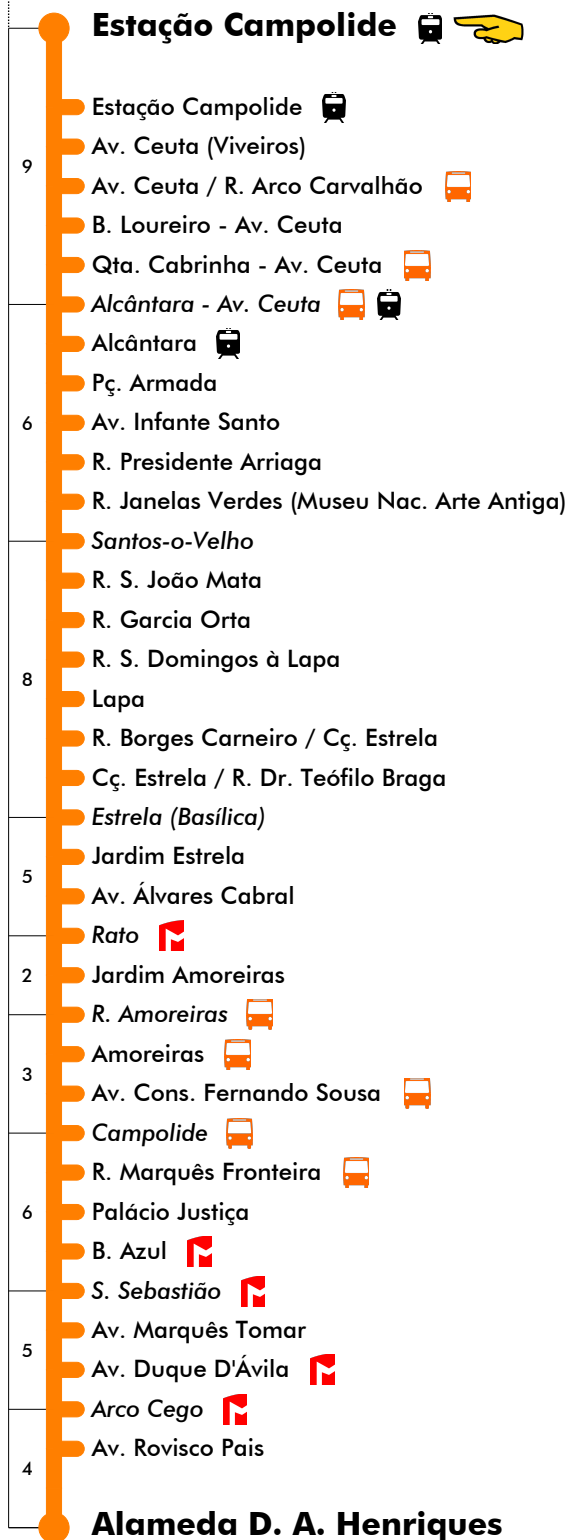 Estação Campolide
Estação Campolide
Av. Ceuta (Viveiros)
9
Av. Ceuta / R. Arco Carvalhão
B. Loureiro - Av. Ceuta
Qta. Cabrinha - Av. Ceuta
Alcântara - Av. Ceuta
Alcântara
Pç. Armada
6
Av. Infante Santo
R. Presidente Arriaga
R. Janelas Verdes (Museu Nac. Arte Antiga)
Santos-o-Velho
R. S. João Mata
R. Garcia Orta
R. S. Domingos à Lapa
8
Lapa
R. Borges Carneiro / Cç. Estrela
Cç. Estrela / R. Dr. Teófilo Braga
Estrela (Basílica)
Jardim Estrela
5
Av. Álvares Cabral
Rato
2
Jardim Amoreiras
R. Amoreiras
Amoreiras
3
Av. Cons. Fernando Sousa
Campolide
R. Marquês Fronteira
6
Palácio Justiça
B. Azul
S. Sebastião
Av. Marquês Tomar
5
Av. Duque D'Ávila
Arco Cego
Av. Rovisco Pais
4
Alameda D. A. Henriques